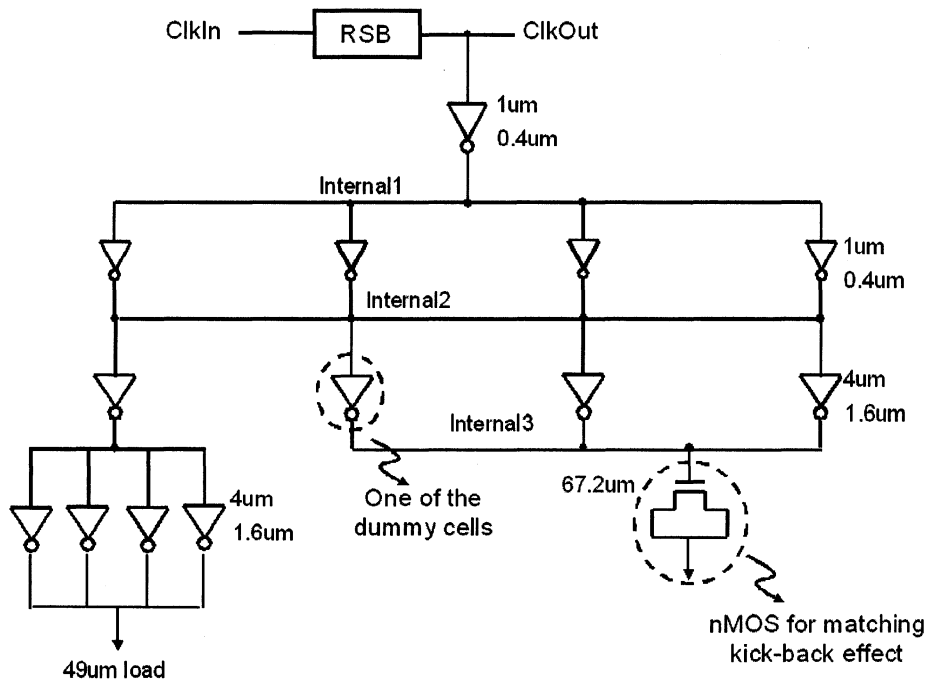 ClkIn
RSB
ClkOut
1um
0.4um
Internal1
1um
0.4um
Internal2
4um
1.6um
Internal3
4um
1.6um
One of the
dummy cells
67.2um
49um load
nMOS for matching
kick-back effect